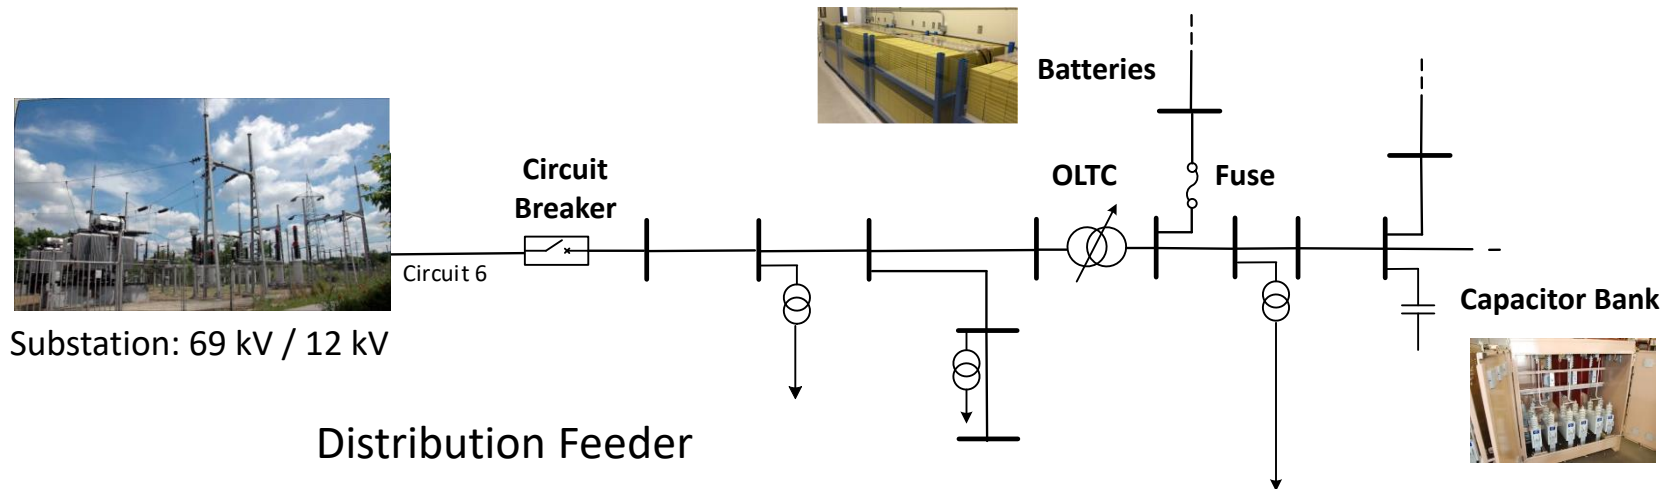 Batteries
Circuit
Breaker
OLTC
Fuse
Circuit 6
Capacitor Bank
Substation: 69 kV / 12 kV
Distribution Feeder